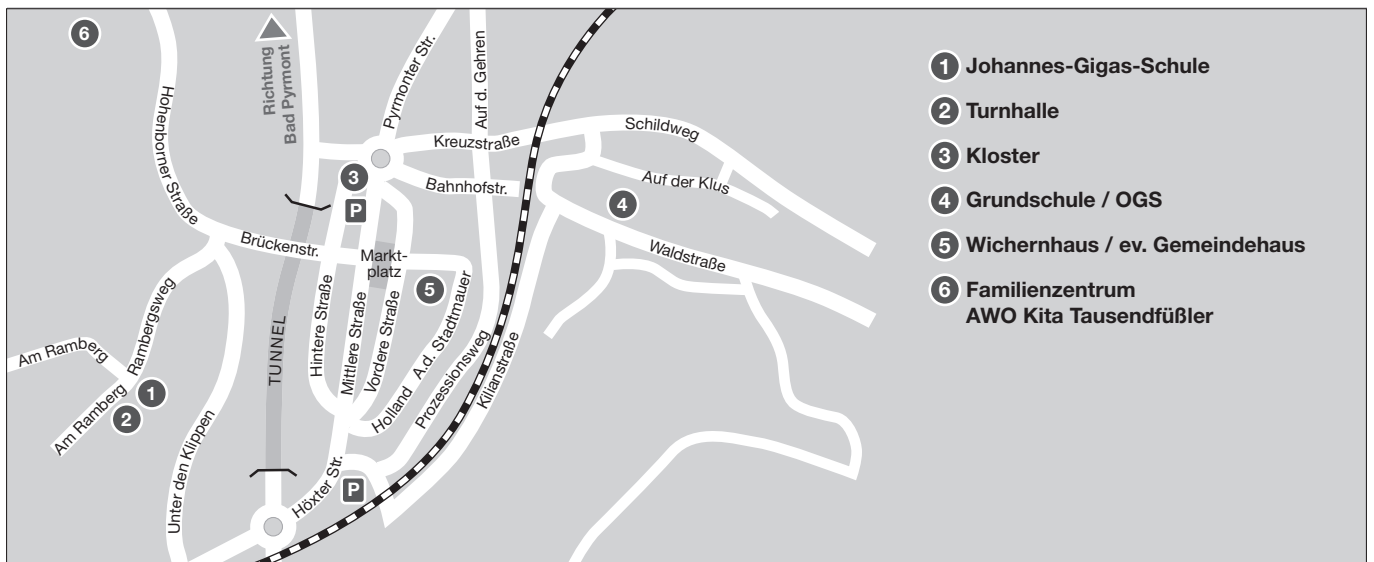 6
Richtung
Bad Pyrmont
Pyrmonter Str.
Auf d. Gehren
Hohenborner Straße
Kreuzstraße
Schildweg
3
P
Bahnhofstr.
Auf der Klus
4
Brückenstr.
Markt-
platz
Waldstraße
5
Rambergsweg
TUNNEL
Hintere Straße
Mittlere Straße
Vordere Straße
Holland
A.d. Stadtmauer
Prozessionsweg
Kilianstraße
Am Ramberg
Am Ramberg
1
2
Unter den Klippen
Höxter Str.
P
1 Johannes-Gigas-Schule
2 Turnhalle
3 Kloster
4 Grundschule / OGS
5 Wichernhaus / ev. Gemeindehaus
6 Familienzentrum
AWO Kita Tausendfüßler